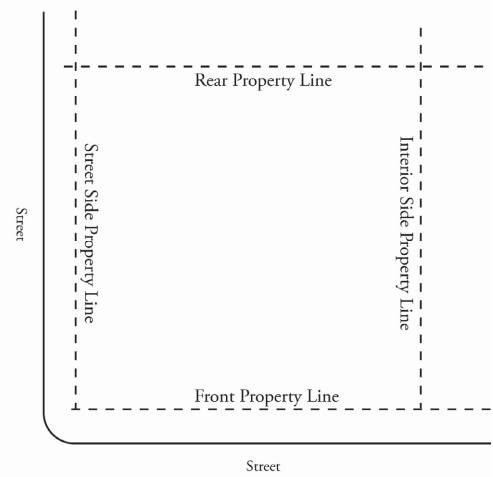 Rear Property Line
Street Side Property Line
Interior Side Property Line
Street
Front Property Line
Street